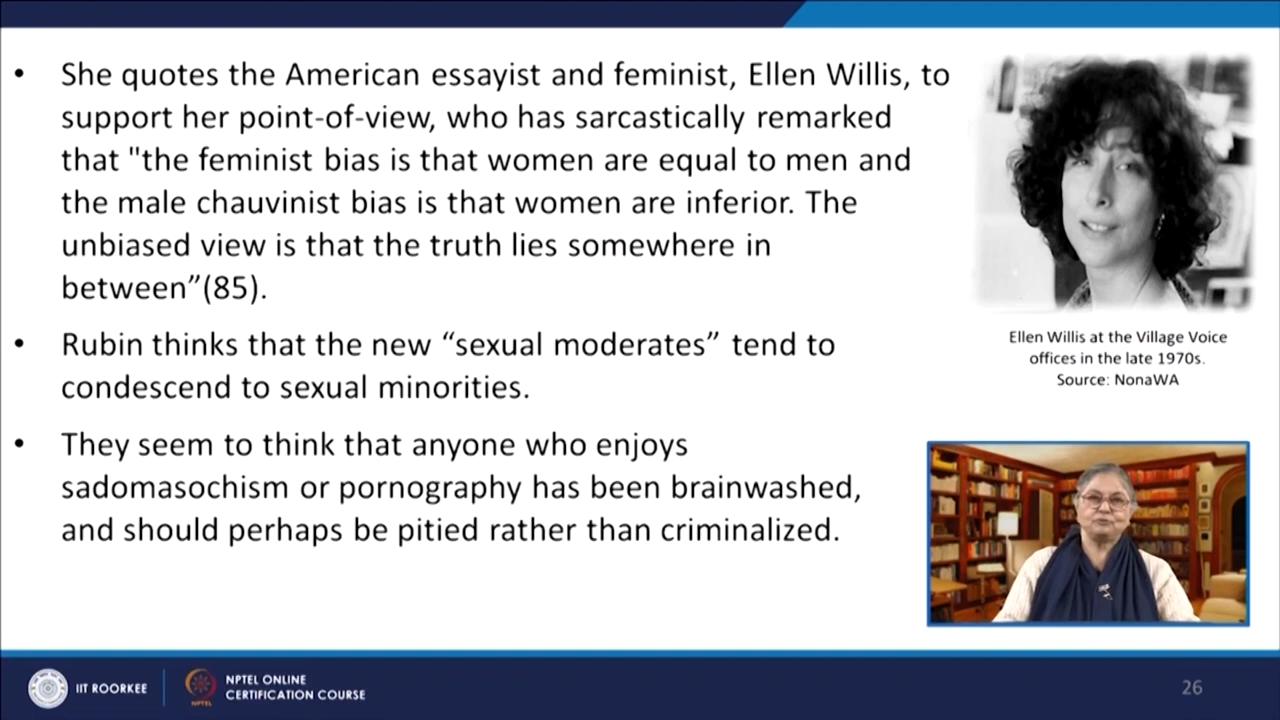 • She quotes the American essayist and feminist, Ellen Willis, to
support her point-of-view, who has sarcastically remarked
that "the feminist bias is that women are equal to men and
the male chauvinist bias is that women are inferior. The
unbiased view is that the truth lies somewhere in
between”(85).
• Rubin thinks that the new “sexual moderates” tend to
condescend to sexual minorities.
• They seem to think that anyone who enjoys
sadomasochism or pornography has been brainwashed,
and should perhaps be pitied rather than criminalized.
Ellen Willis at the Village Voice
offices in the late 1970s.
Source: NonaWA
IIT ROORKEE
NPTEL
NPTEL ONLINE
CERTIFICATION COURSE
26